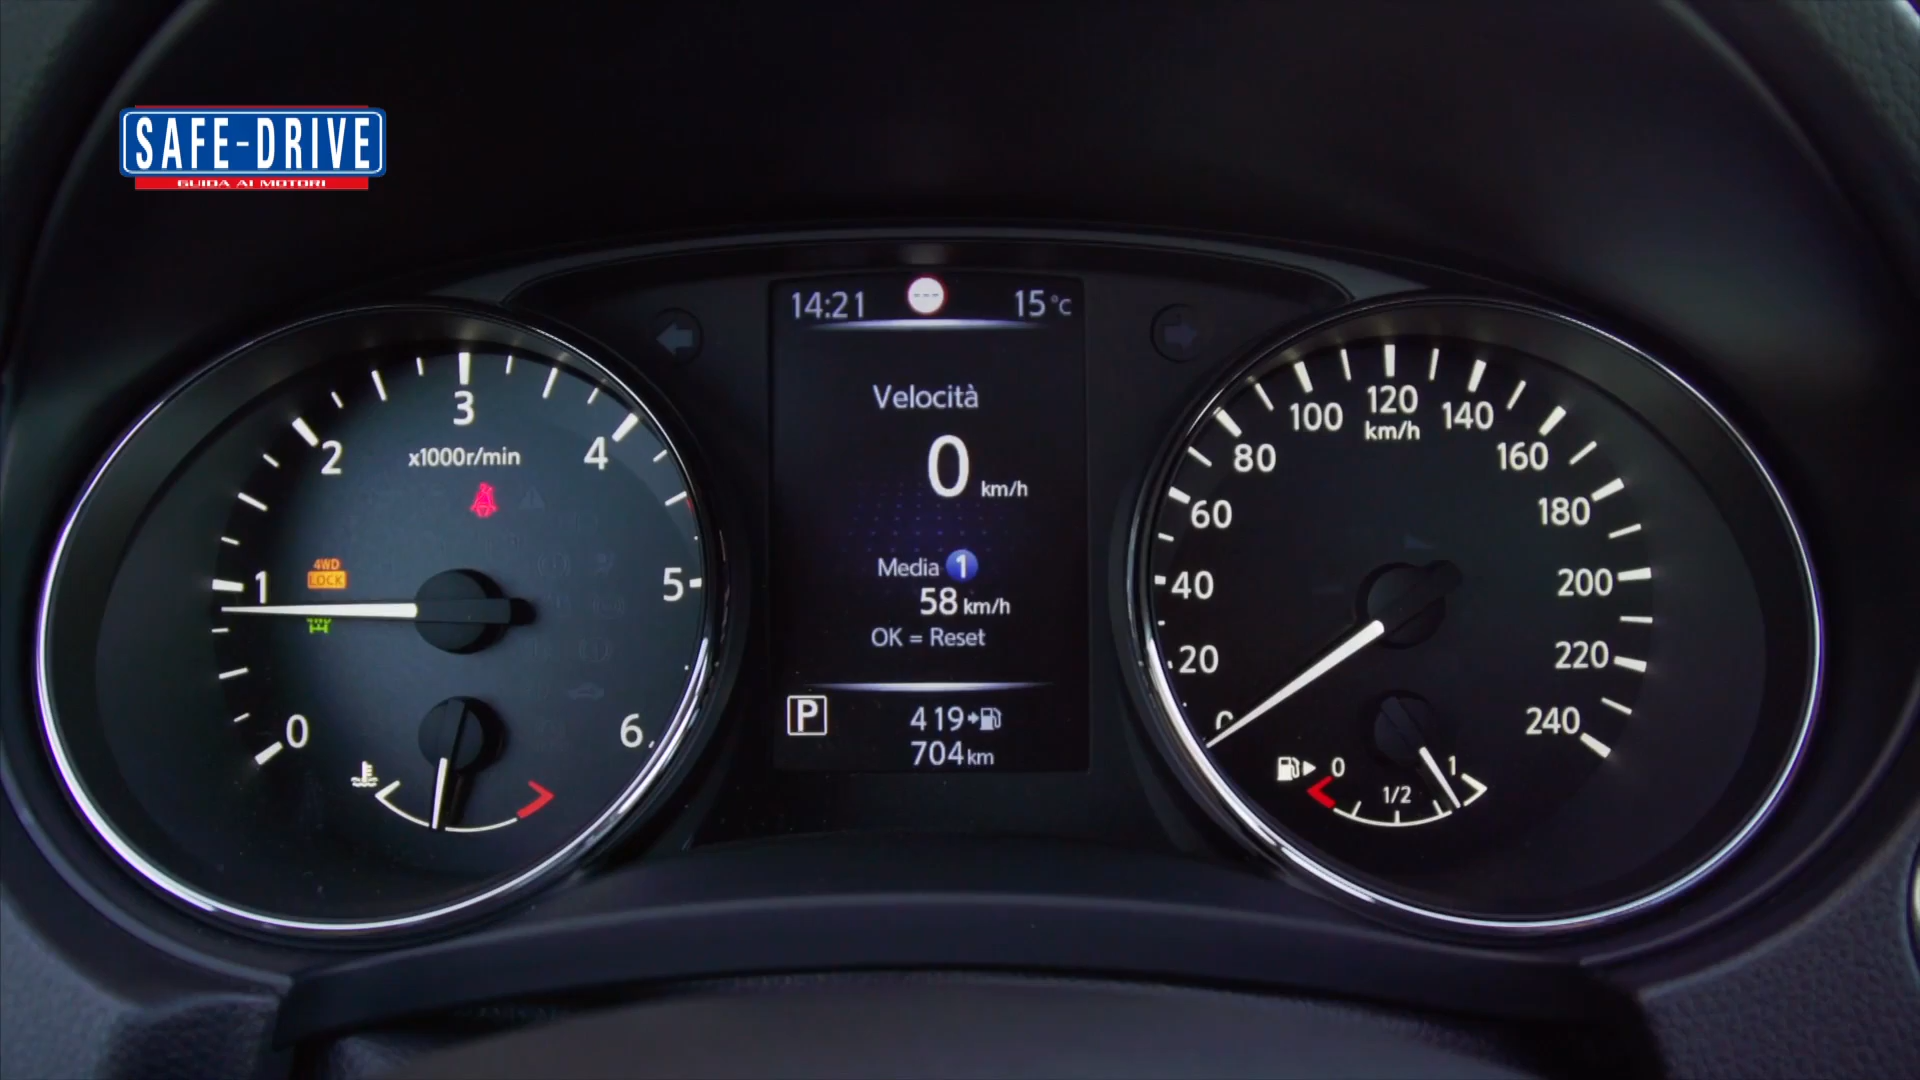 SAFE-DRIVE
GUIDA AI MOTORI
14:21
15°C
Velocità
0 km/h
Media 1
58 km/h
OK = Reset
P
419
704 km
0
1
2
3
4
5
6
x1000r/min
4WD
LOCK
4WD
0
20
40
60
80
100
120
140
160
180
200
220
240
km/h
0
1/2
1